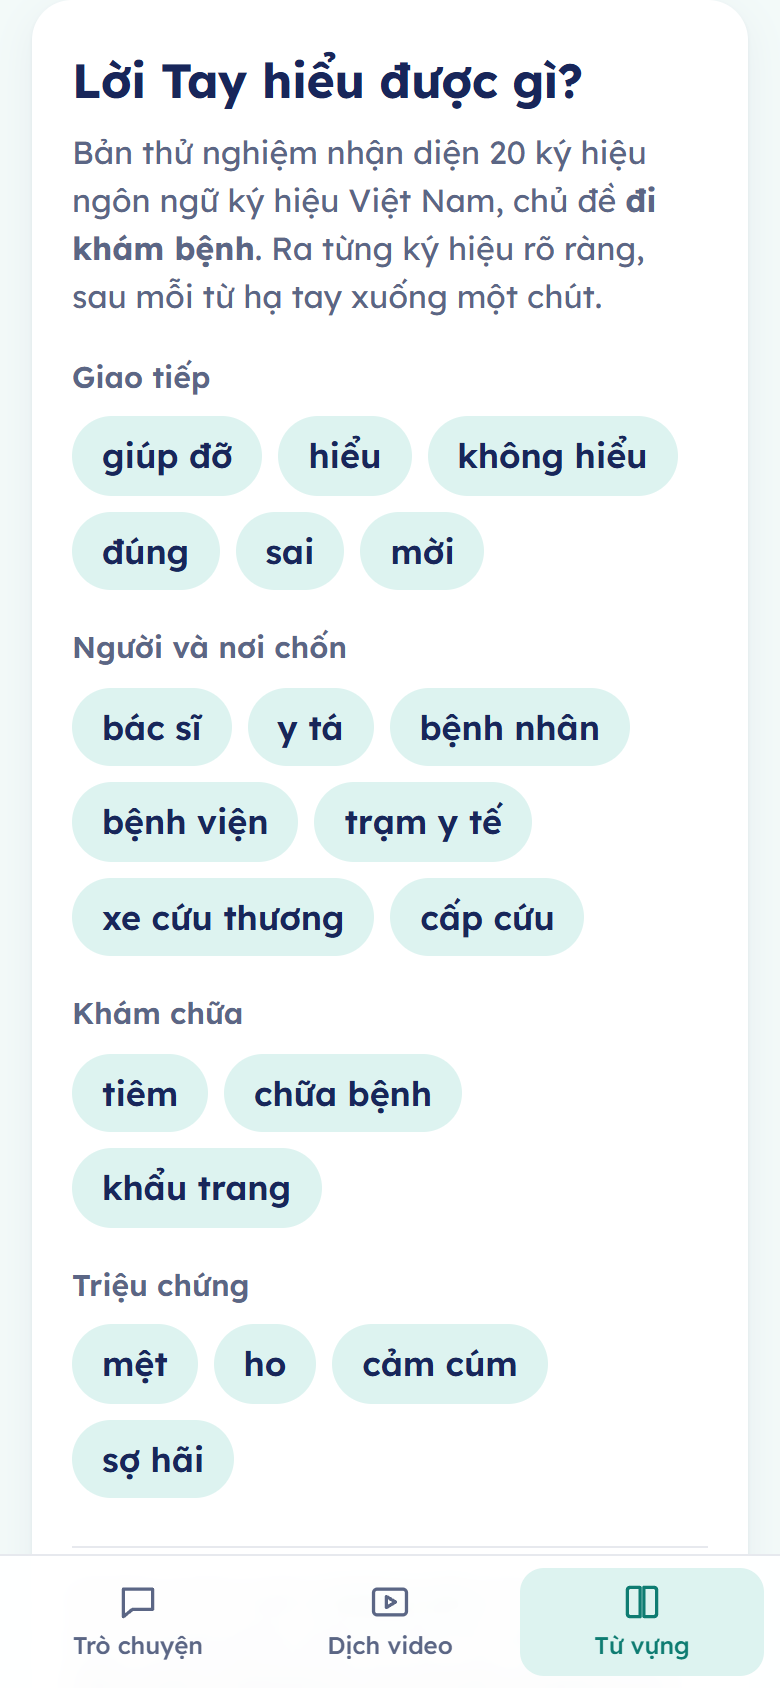 Lời Tay hiểu được gì?
Bản thử nghiệm nhận diện 20 ký hiệu
ngôn ngữ ký hiệu Việt Nam, chủ đề đi
khám bệnh. Ra từng ký hiệu rõ ràng,
sau mỗi từ hạ tay xuống một chút.
Giao tiếp
giúp đỡ hiểu không hiểu
đúng sai mời
Người và nơi chốn
bác sĩ y tá bệnh nhân
bệnh viện trạm y tế
xe cứu thương cấp cứu
Khám chữa
tiêm chữa bệnh
khẩu trang
Triệu chứng
mệt ho cảm cúm
sợ hãi
Trò chuyện Dịch video Từ vựng